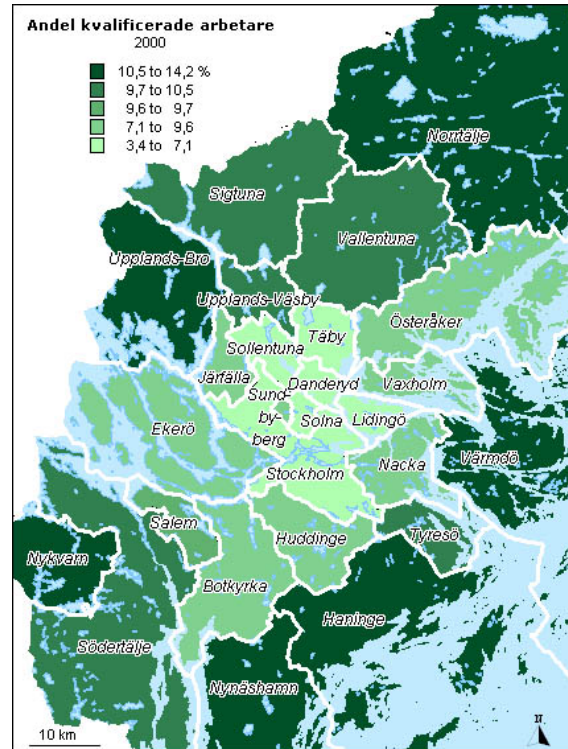 Andel kvalificerade arbetare
2000
10,5 to 14,2 %
9,7 to 10,5
9,6 to 9,7
7,1 to 9,6
3,4 to 7,1
Norrtälje
Sigtuna
Vallentuna
Upplands-Bro
Upplands-Väsby
Österåker
Täby
Sollentuna
Järfälla
Danderyd
Vaxholm
Sund-
by-
berg
Solna
Lidingö
Ekerö
Värmdö
Nacka
Stockholm
Salem
Huddinge
Tyresö
Nykvarn
Botkyrka
Haninge
Södertälje
Nynäshamn
10 km
N